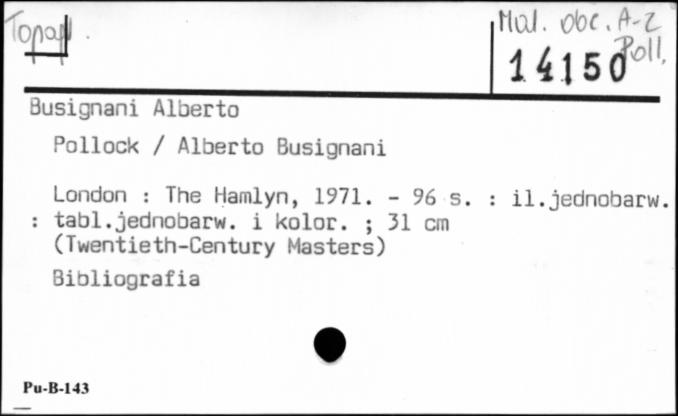 Topogr.
Mal. obc. A-Z
Poll.
14150
Busignani Alberto
Pollock / Alberto Busignani
London : The Hamlyn, 1971. - 96 s. : il.jednobarw.
: tabl.jednobarw. i kolor. ; 31 cm
(Twentieth-Century Masters)
Bibliografia
Pu-B-143